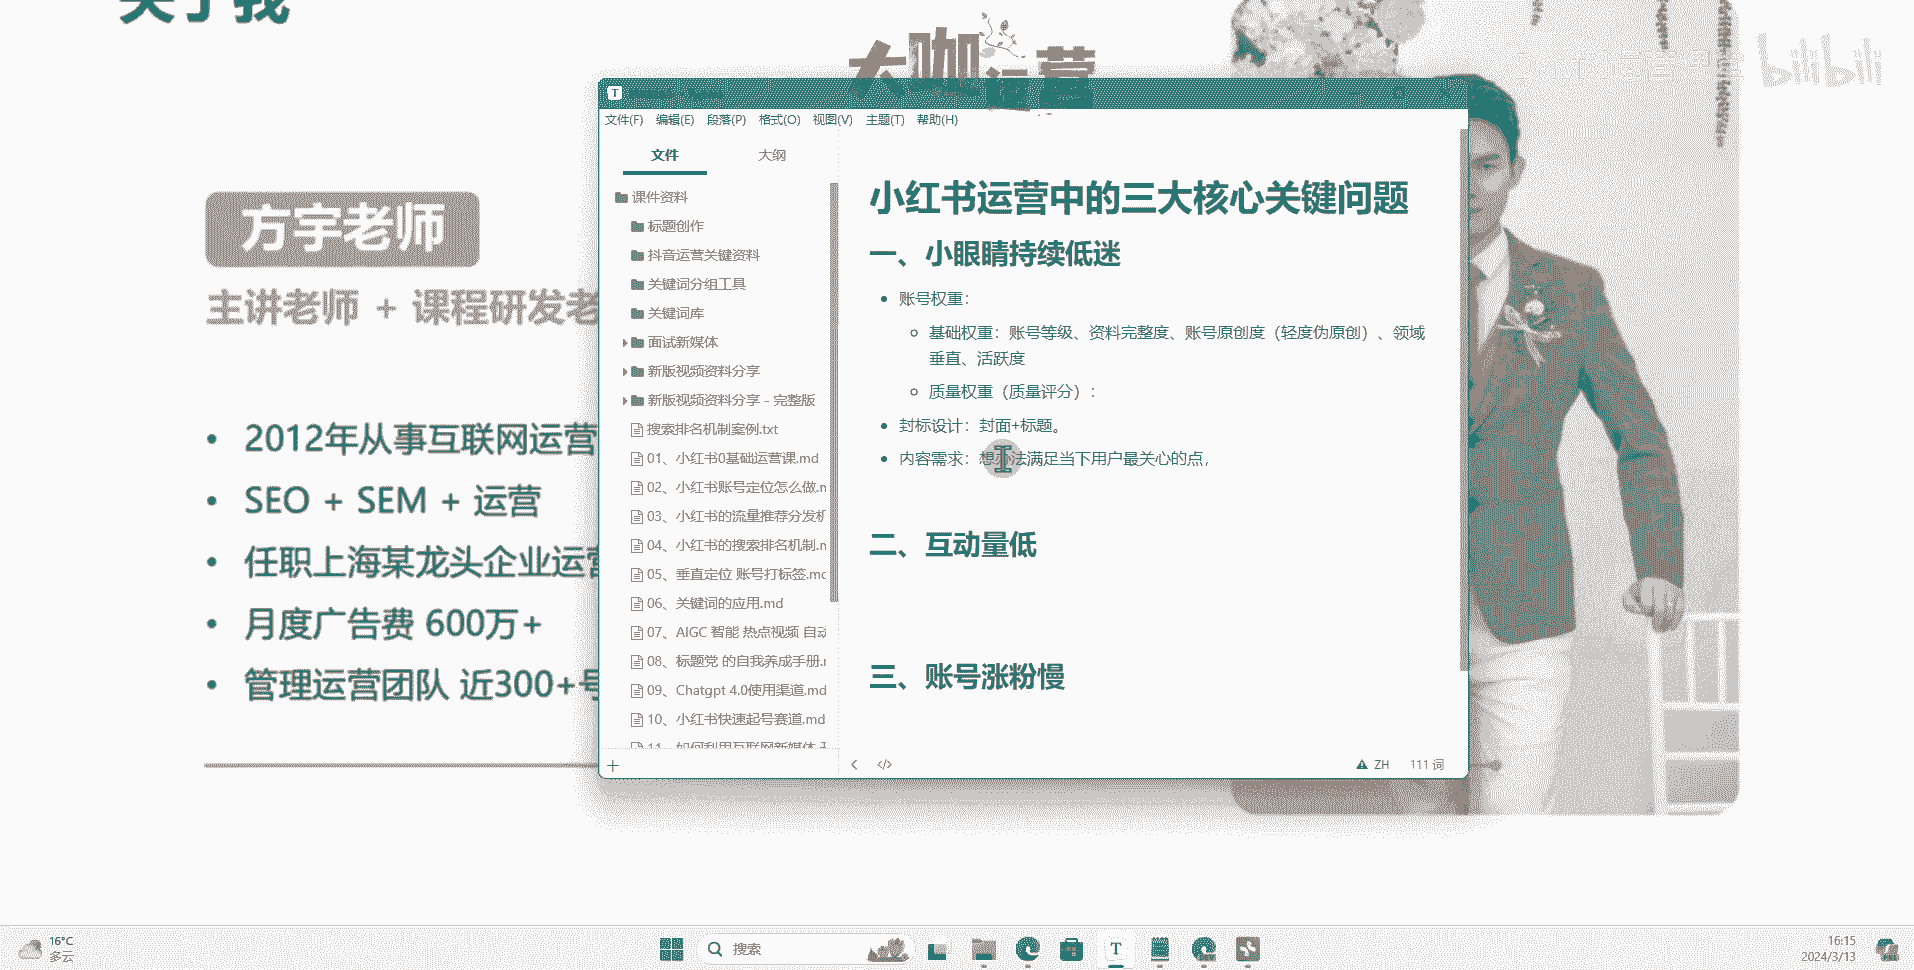 关于我
大咖运营
bilibili
方宇老师
主讲老师 + 课程研发老
2012年从事互联网运营
SEO + SEM + 运营
任职上海某龙头企业运营
月度广告费 600万+
管理运营团队 近300+号
T
文件(F) 编辑(E) 段落(P) 格式(O) 视图(V) 主题(T) 帮助(H)
文件 大纲
课件资料
标题创作
抖音运营关键资料
关键词分组工具
关键词库
面试新媒体
新版视频资料分享
新版视频资料分享 - 完整版
搜索排名机制案例.txt
01、小红书0基础运营课.md
02、小红书账号定位怎么做.m
03、小红书的流量推荐分发机
04、小红书的搜索排名机制.m
05、垂直定位 账号打标签.md
06、关键词的应用.md
07、AIGC 智能 热点视频 自动
08、标题党 的自我养成手册.m
09、Chatgpt 4.0使用渠道.md
10、小红书快速起号赛道.md
11、如何利用互联网新媒体
小红书运营中的三大核心关键问题
一、小眼睛持续低迷
账号权重：
基础权重：账号等级、资料完整度、账号原创度（轻度伪原创）、领域
垂直、活跃度
质量权重（质量评分）：
封标设计：封面+标题。
内容需求：想办法满足当下用户最关心的点，
二、互动量低
三、账号涨粉慢
ZH 111 词
16°C
多云
搜索
T
16:15
2024/3/13